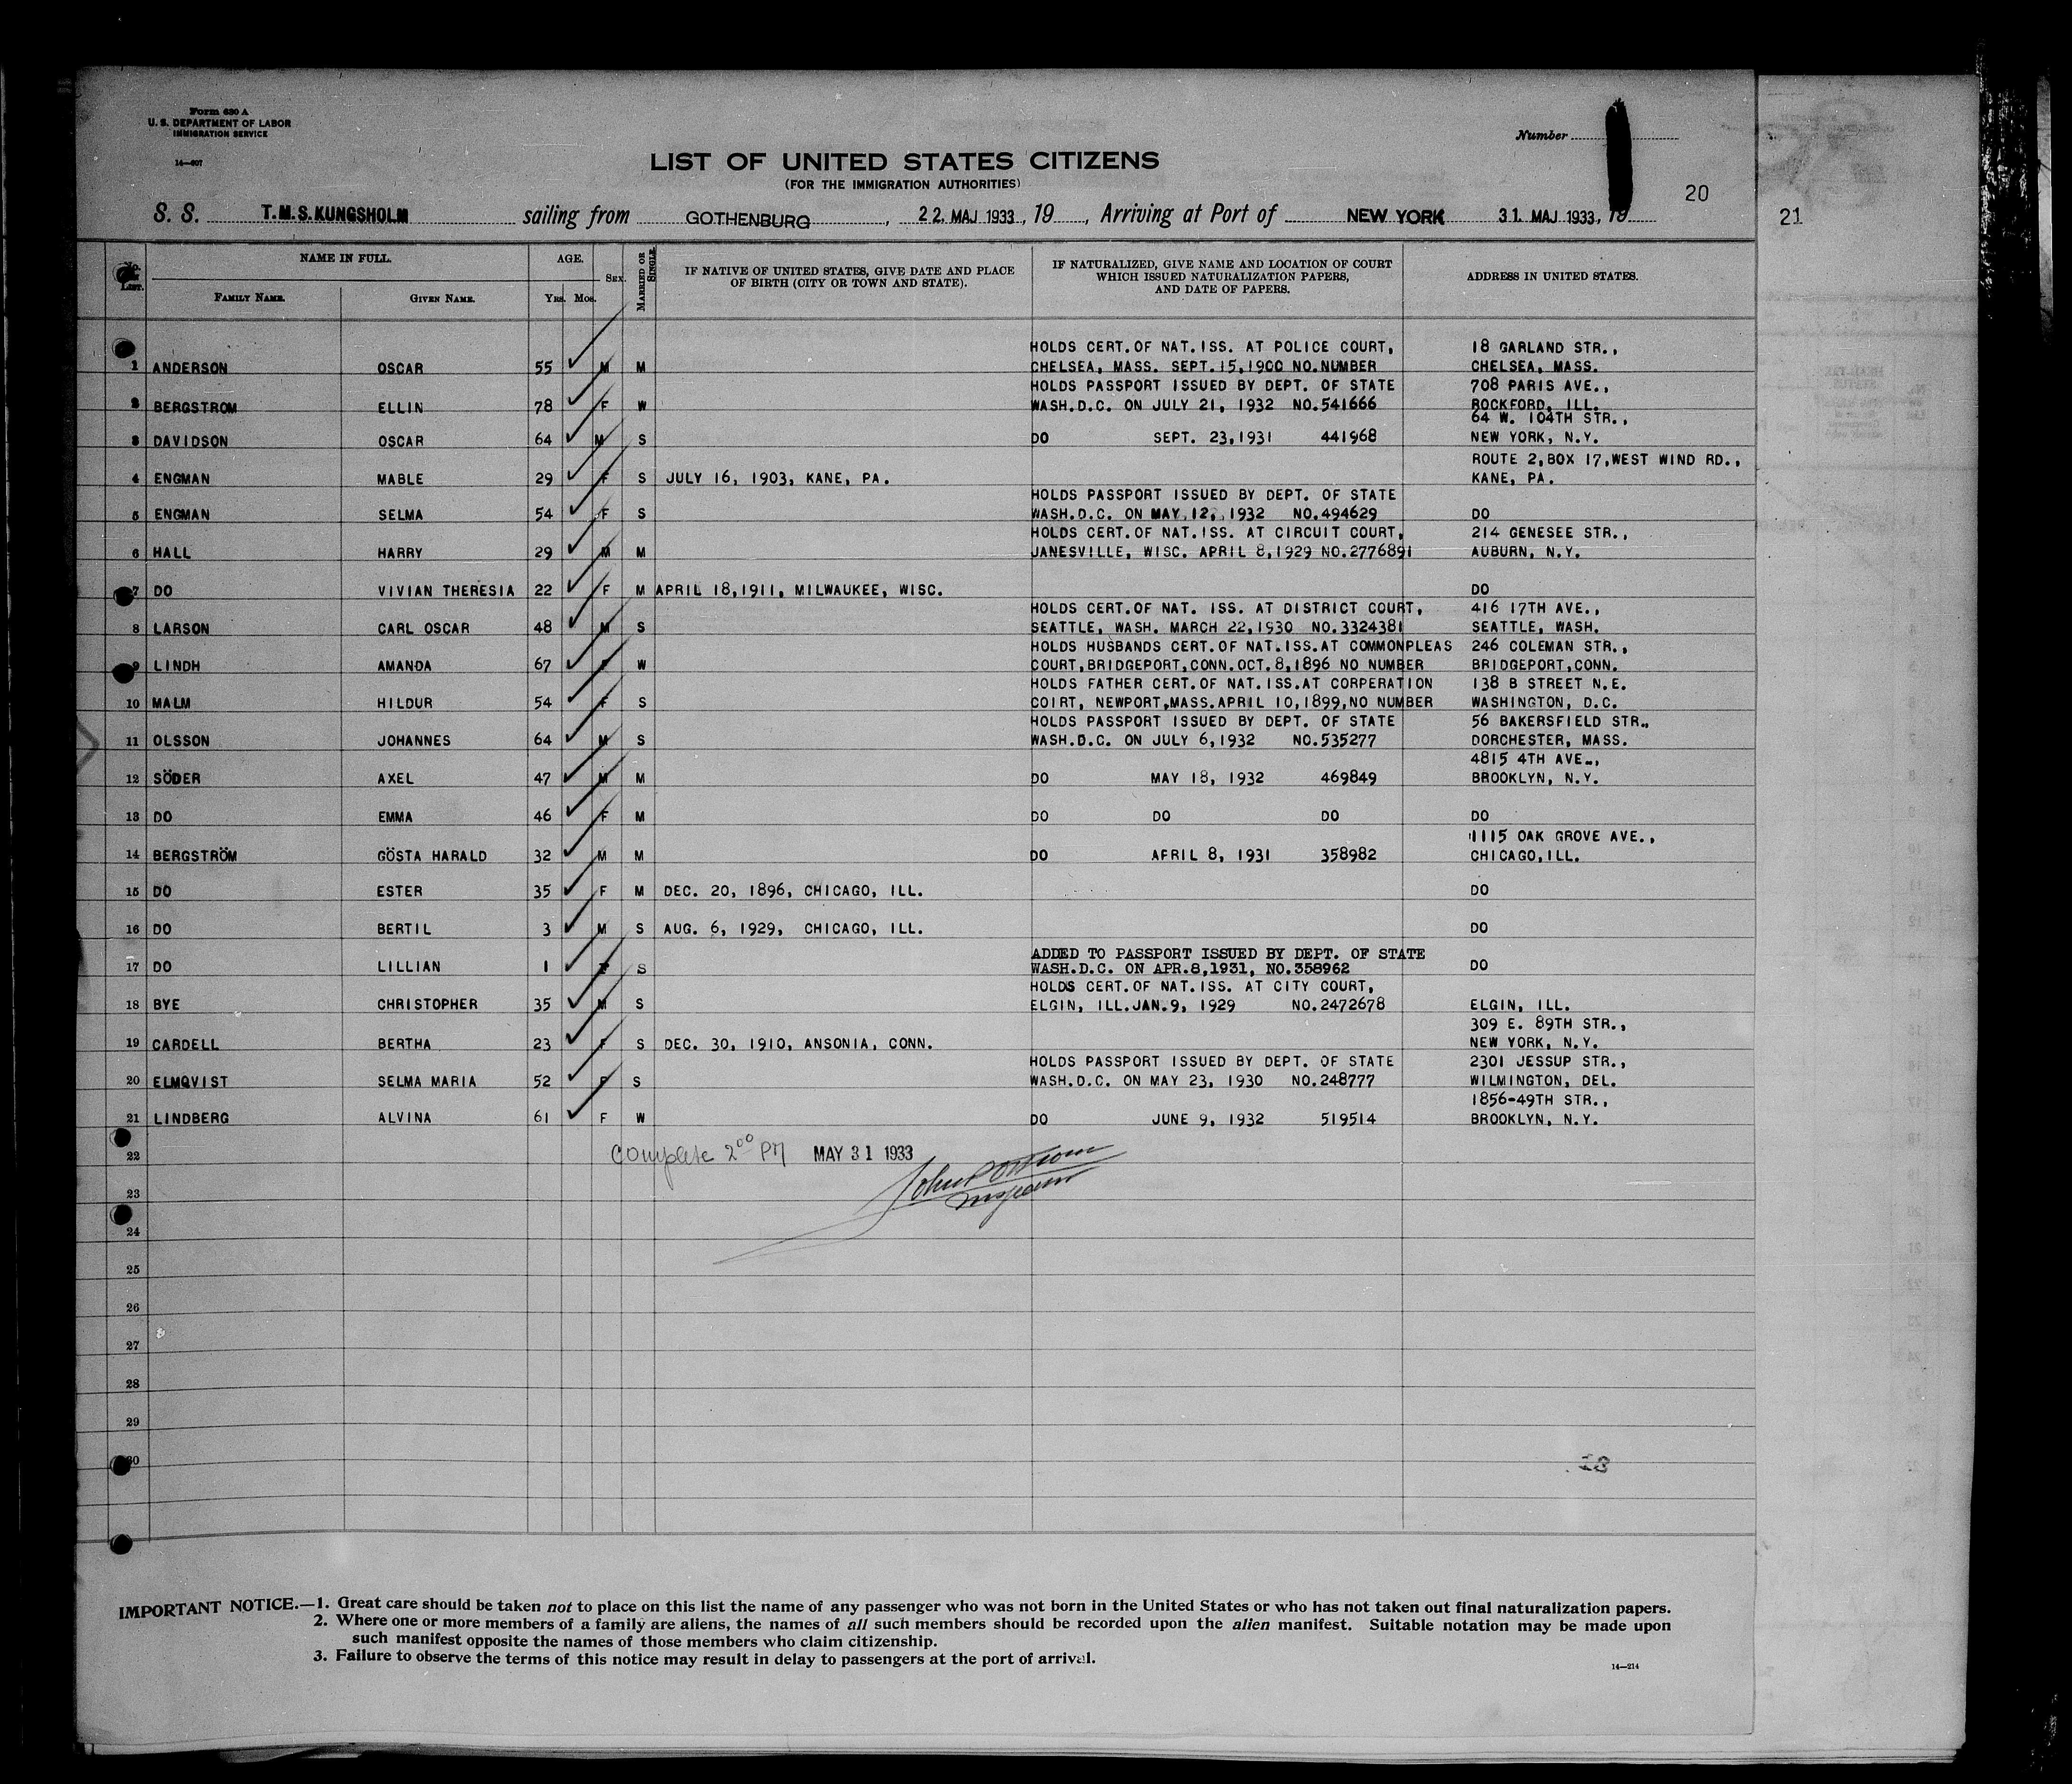 Form 630 A
U. S. DEPARTMENT OF LABOR
IMMIGRATION SERVICE
14—607
Number
LIST OF UNITED STATES CITIZENS
(FOR THE IMMIGRATION AUTHORITIES)
20
21
S. S. T.M.S. KUNGSHOLM sailing from GOTHENBURG, 22. MAJ 1933, 19, Arriving at Port of NEW YORK 31. MAJ 1933, 19
No. on List. NAME IN FULL. AGE. Sex. MARRIED OR SINGLE. IF NATIVE OF UNITED STATES, GIVE DATE AND PLACE OF BIRTH (CITY OR TOWN AND STATE). IF NATURALIZED, GIVE NAME AND LOCATION OF COURT WHICH ISSUED NATURALIZATION PAPERS, AND DATE OF PAPERS. ADDRESS IN UNITED STATES.
FAMILY NAME. GIVEN NAME. YRS. MOS.
HOLDS CERT.OF NAT.ISS. AT POLICE COURT, 18 GARLAND STR.,
1 ANDERSON OSCAR 55 M M CHELSEA, MASS. SEPT.15,1900 NO.NUMBER CHELSEA, MASS.
HOLDS PASSPORT ISSUED BY DEPT. OF STATE 708 PARIS AVE.,
2 BERGSTROM ELLIN 78 F W WASH.D.C. ON JULY 21, 1932 NO.541666 ROCKFORD, ILL.
64 W. 104TH STR.,
3 DAVIDSON OSCAR 64 M S DO SEPT. 23,1931 441968 NEW YORK, N.Y.
ROUTE 2,BOX 17,WEST WIND RD.,
4 ENGMAN MABLE 29 F S JULY 16, 1903, KANE, PA. KANE, PA.
HOLDS PASSPORT ISSUED BY DEPT. OF STATE
5 ENGMAN SELMA 54 F S WASH.D.C. ON MAY 12, 1932 NO.494629 DO
HOLDS CERT.OF NAT.ISS. AT CIRCUIT COURT, 214 GENESEE STR.,
6 HALL HARRY 29 M M JANESVILLE, WISC. APRIL 8,1929 NO.2776891 AUBURN, N.Y.
7 DO VIVIAN THERESIA 22 F M APRIL 18,1911, MILWAUKEE, WISC. DO
HOLDS CERT.OF NAT. ISS. AT DISTRICT COURT, 416 17TH AVE.,
8 LARSON CARL OSCAR 48 M S SEATTLE, WASH. MARCH 22,1930 NO.3324381 SEATTLE, WASH.
HOLDS HUSBANDS CERT.OF NAT.ISS.AT COMMONPLEAS 246 COLEMAN STR.,
9 LINDH AMANDA 67 F W COURT,BRIDGEPORT,CONN.OCT.8,1896 NO NUMBER BRIDGEPORT,CONN.
HOLDS FATHER CERT.OF NAT.ISS.AT CORPERATION 138 B STREET N.E.
10 MALM HILDUR 54 F S COIRT, NEWPORT,MASS.APRIL 10,1899,NO NUMBER WASHINGTON, D.C.
HOLDS PASSPORT ISSUED BY DEPT. OF STATE 56 BAKERSFIELD STR.,
11 OLSSON JOHANNES 64 M S WASH.D.C. ON JULY 6,1932 NO.535277 DORCHESTER, MASS.
4815 4TH AVE.,
12 SÖDER AXEL 47 M M DO MAY 18, 1932 469849 BROOKLYN, N.Y.
13 DO EMMA 46 F M DO DO DO DO
1115 OAK GROVE AVE.,
14 BERGSTRÖM GÖSTA HARALD 32 M M DO APRIL 8, 1931 358982 CHICAGO,ILL.
15 DO ESTER 35 F M DEC. 20, 1896, CHICAGO, ILL. DO
16 DO BERTIL 3 M S AUG. 6, 1929, CHICAGO, ILL. DO
ADDED TO PASSPORT ISSUED BY DEPT. OF STATE
17 DO LILLIAN 1 F S WASH.D.C. ON APR.8,1931, NO.358962 DO
HOLDS CERT.OF NAT.ISS. AT CITY COURT,
18 BYE CHRISTOPHER 35 M S ELGIN, ILL.JAN.9, 1929 NO.2472678 ELGIN, ILL.
309 E. 89TH STR.,
19 CARDELL BERTHA 23 F S DEC. 30, 1910, ANSONIA, CONN. NEW YORK, N.Y.
HOLDS PASSPORT ISSUED BY DEPT. OF STATE 2301 JESSUP STR.,
20 ELMQVIST SELMA MARIA 52 F S WASH.D.C. ON MAY 23, 1930 NO.248777 WILMINGTON, DEL.
1856-49TH STR.,
21 LINDBERG ALVINA 61 F W DO JUNE 9, 1932 519514 BROOKLYN, N.Y.
22 Complete 2⁰⁰ PM MAY 31 1933
John
23 Inspector
24
25
26
27
28
29
30
IMPORTANT NOTICE.—1. Great care should be taken not to place on this list the name of any passenger who was not born in the United States or who has not taken out final naturalization papers.
2. Where one or more members of a family are aliens, the names of all such members should be recorded upon the alien manifest. Suitable notation may be made upon
such manifest opposite the names of those members who claim citizenship.
3. Failure to observe the terms of this notice may result in delay to passengers at the port of arrival.
14—214